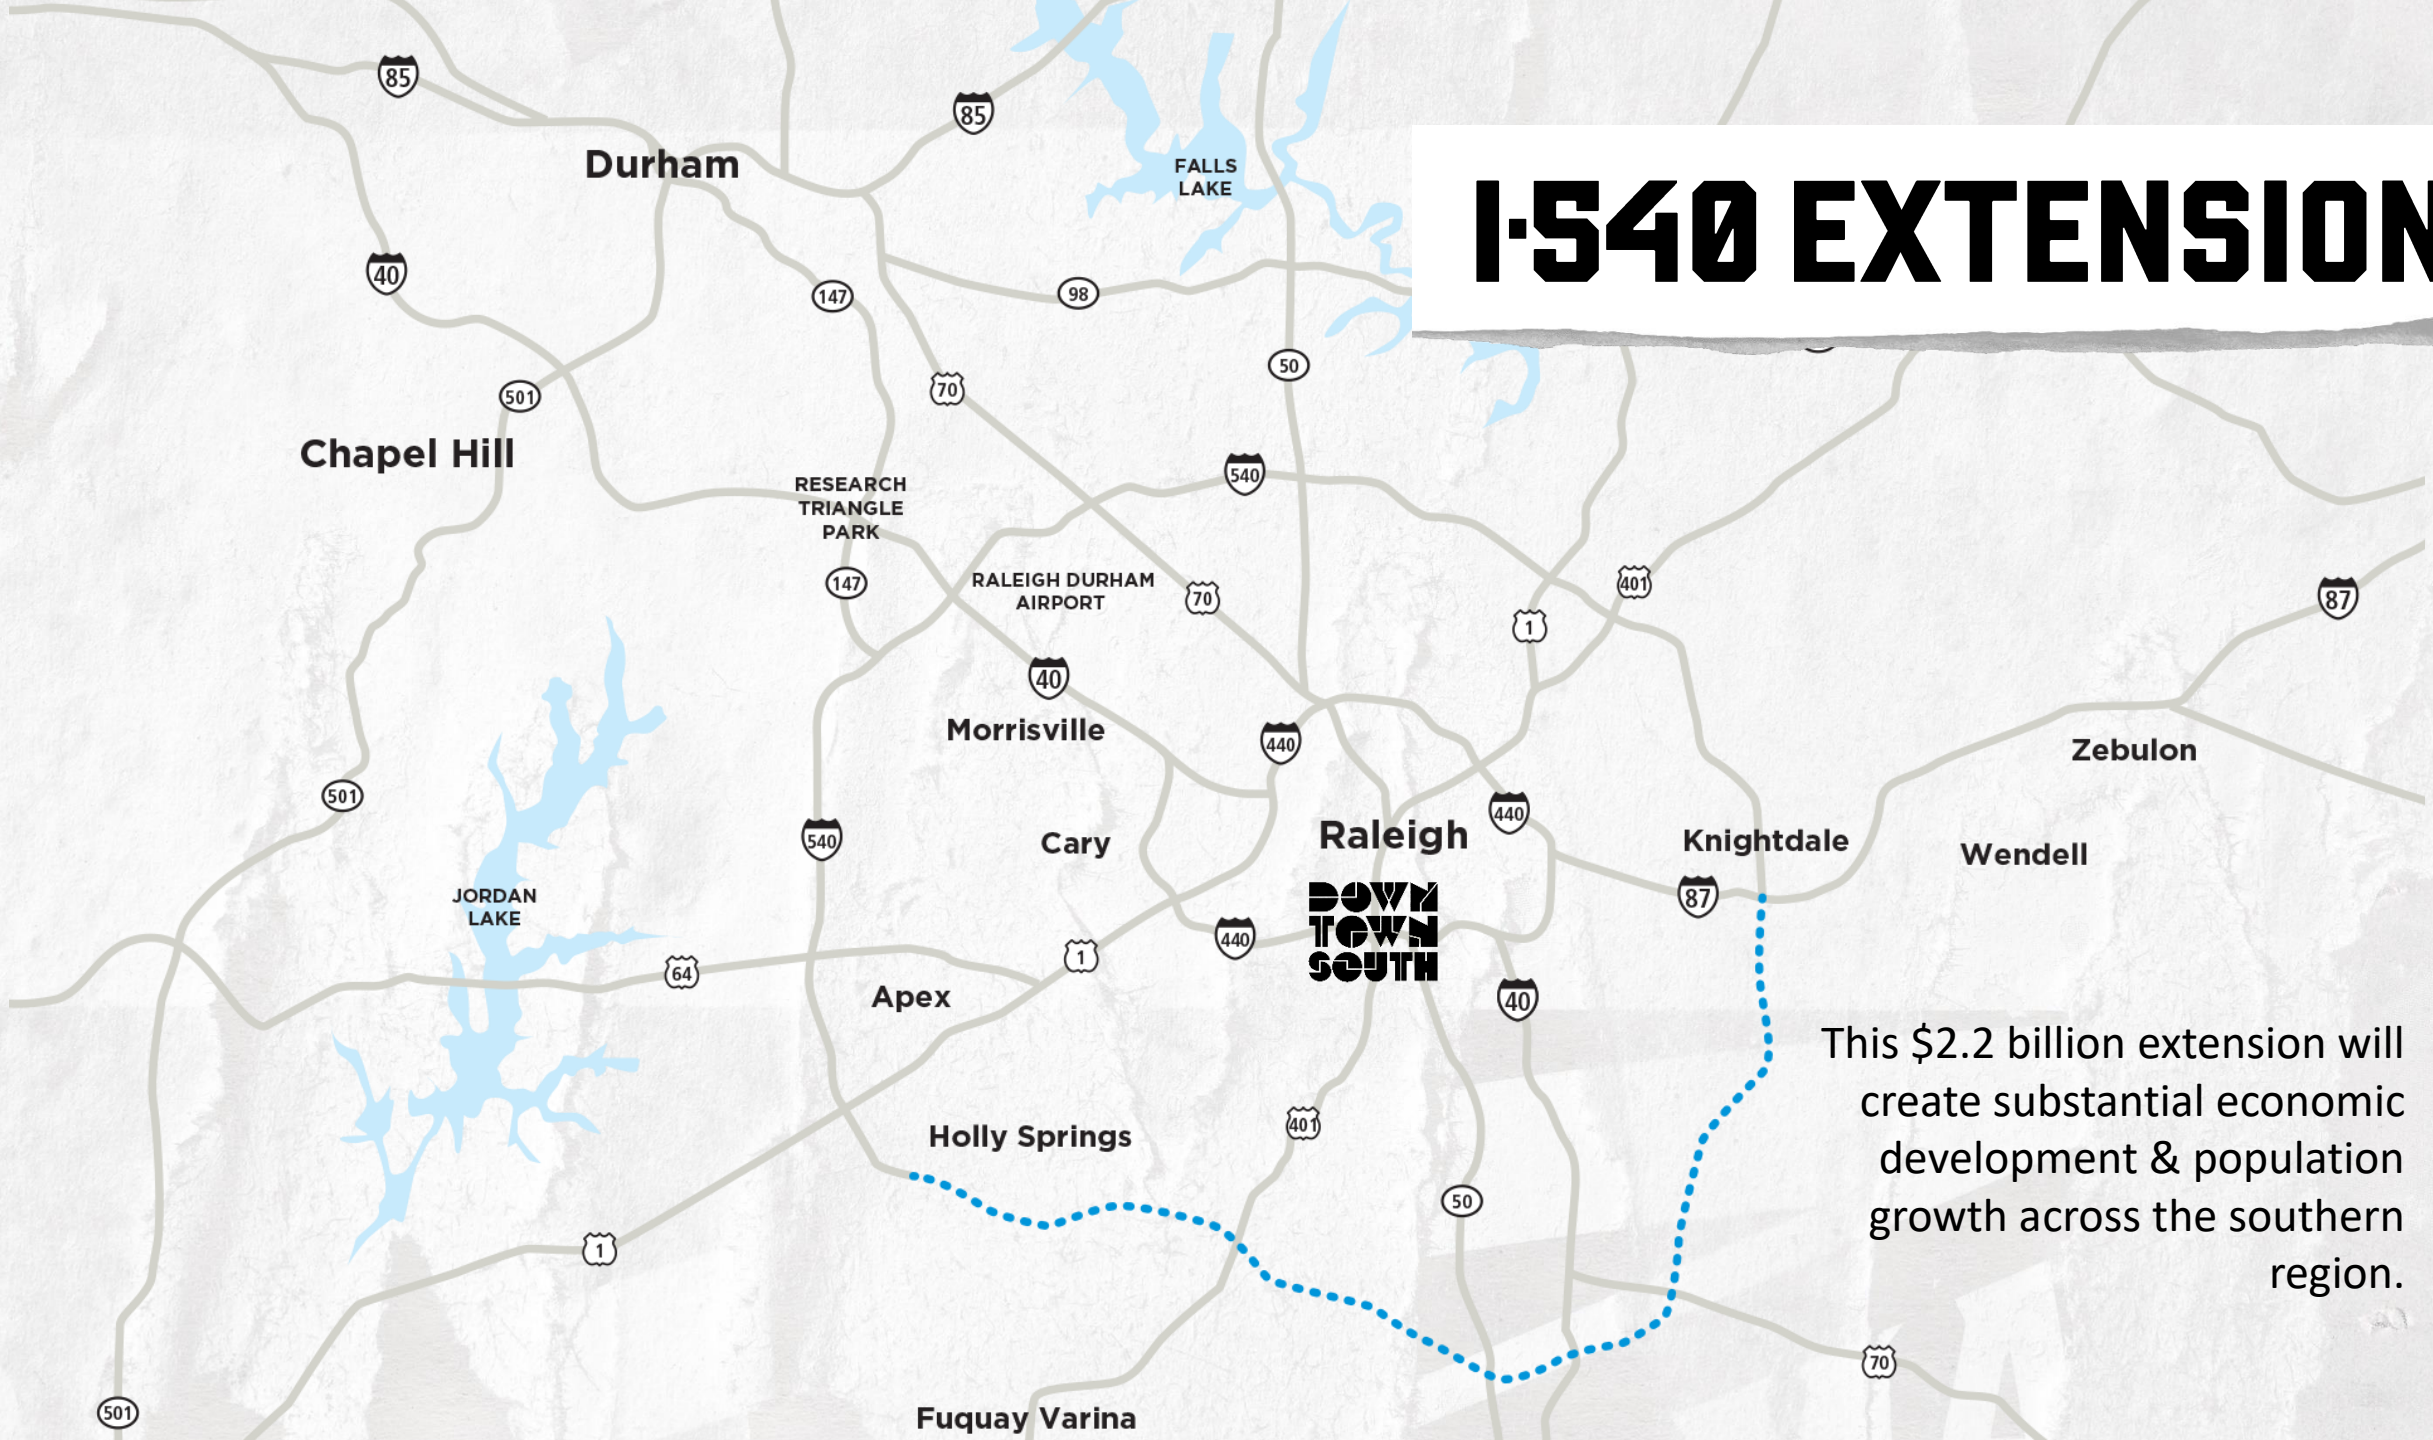 85
85
Durham
FALLS
LAKE
I-540 EXTENSION
40
147
98
50
70
501
Chapel Hill
540
RESEARCH
TRIANGLE
PARK
147
RALEIGH DURHAM
AIRPORT
70
401
87
1
40
Morrisville
440
Zebulon
501
540
Cary
Raleigh
440
Knightdale
Wendell
JORDAN
LAKE
DOWN
TOWN
SOUTH
87
440
1
64
Apex
40
This $2.2 billion extension will
create substantial economic
development & population
growth across the southern
region.
Holly Springs
401
50
1
70
501
Fuquay Varina